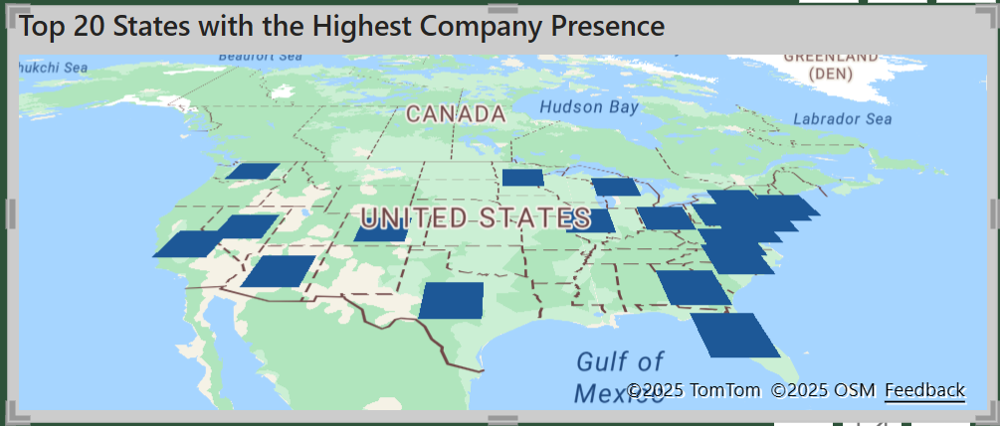 Top 20 States with the Highest Company Presence
GREENLAND
(DEN)
Beaufort Sea
hukchi Sea
CANADA
Hudson Bay
Labrador Sea
UNITED STATES
Gulf of
Mexico
©2025 TomTom ©2025 OSM Feedback